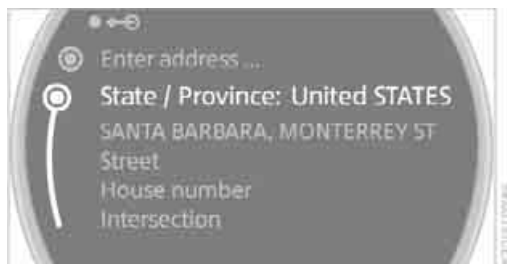 Enter address ...
State / Province: United STATES
SANTA BARBARA, MONTERREY ST
Street
House number
Intersection